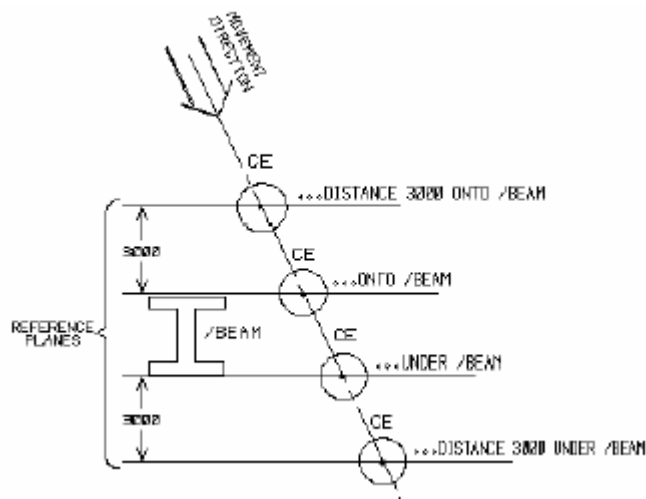 MOVEMENT
DIRECTION
CE
...DISTANCE 3000 ONTO /BEAM
3000
CE
...ONTO /BEAM
REFERENCE
PLANES
/BEAM
CE
...UNDER /BEAM
3000
CE
...DISTANCE 3000 UNDER /BEAM